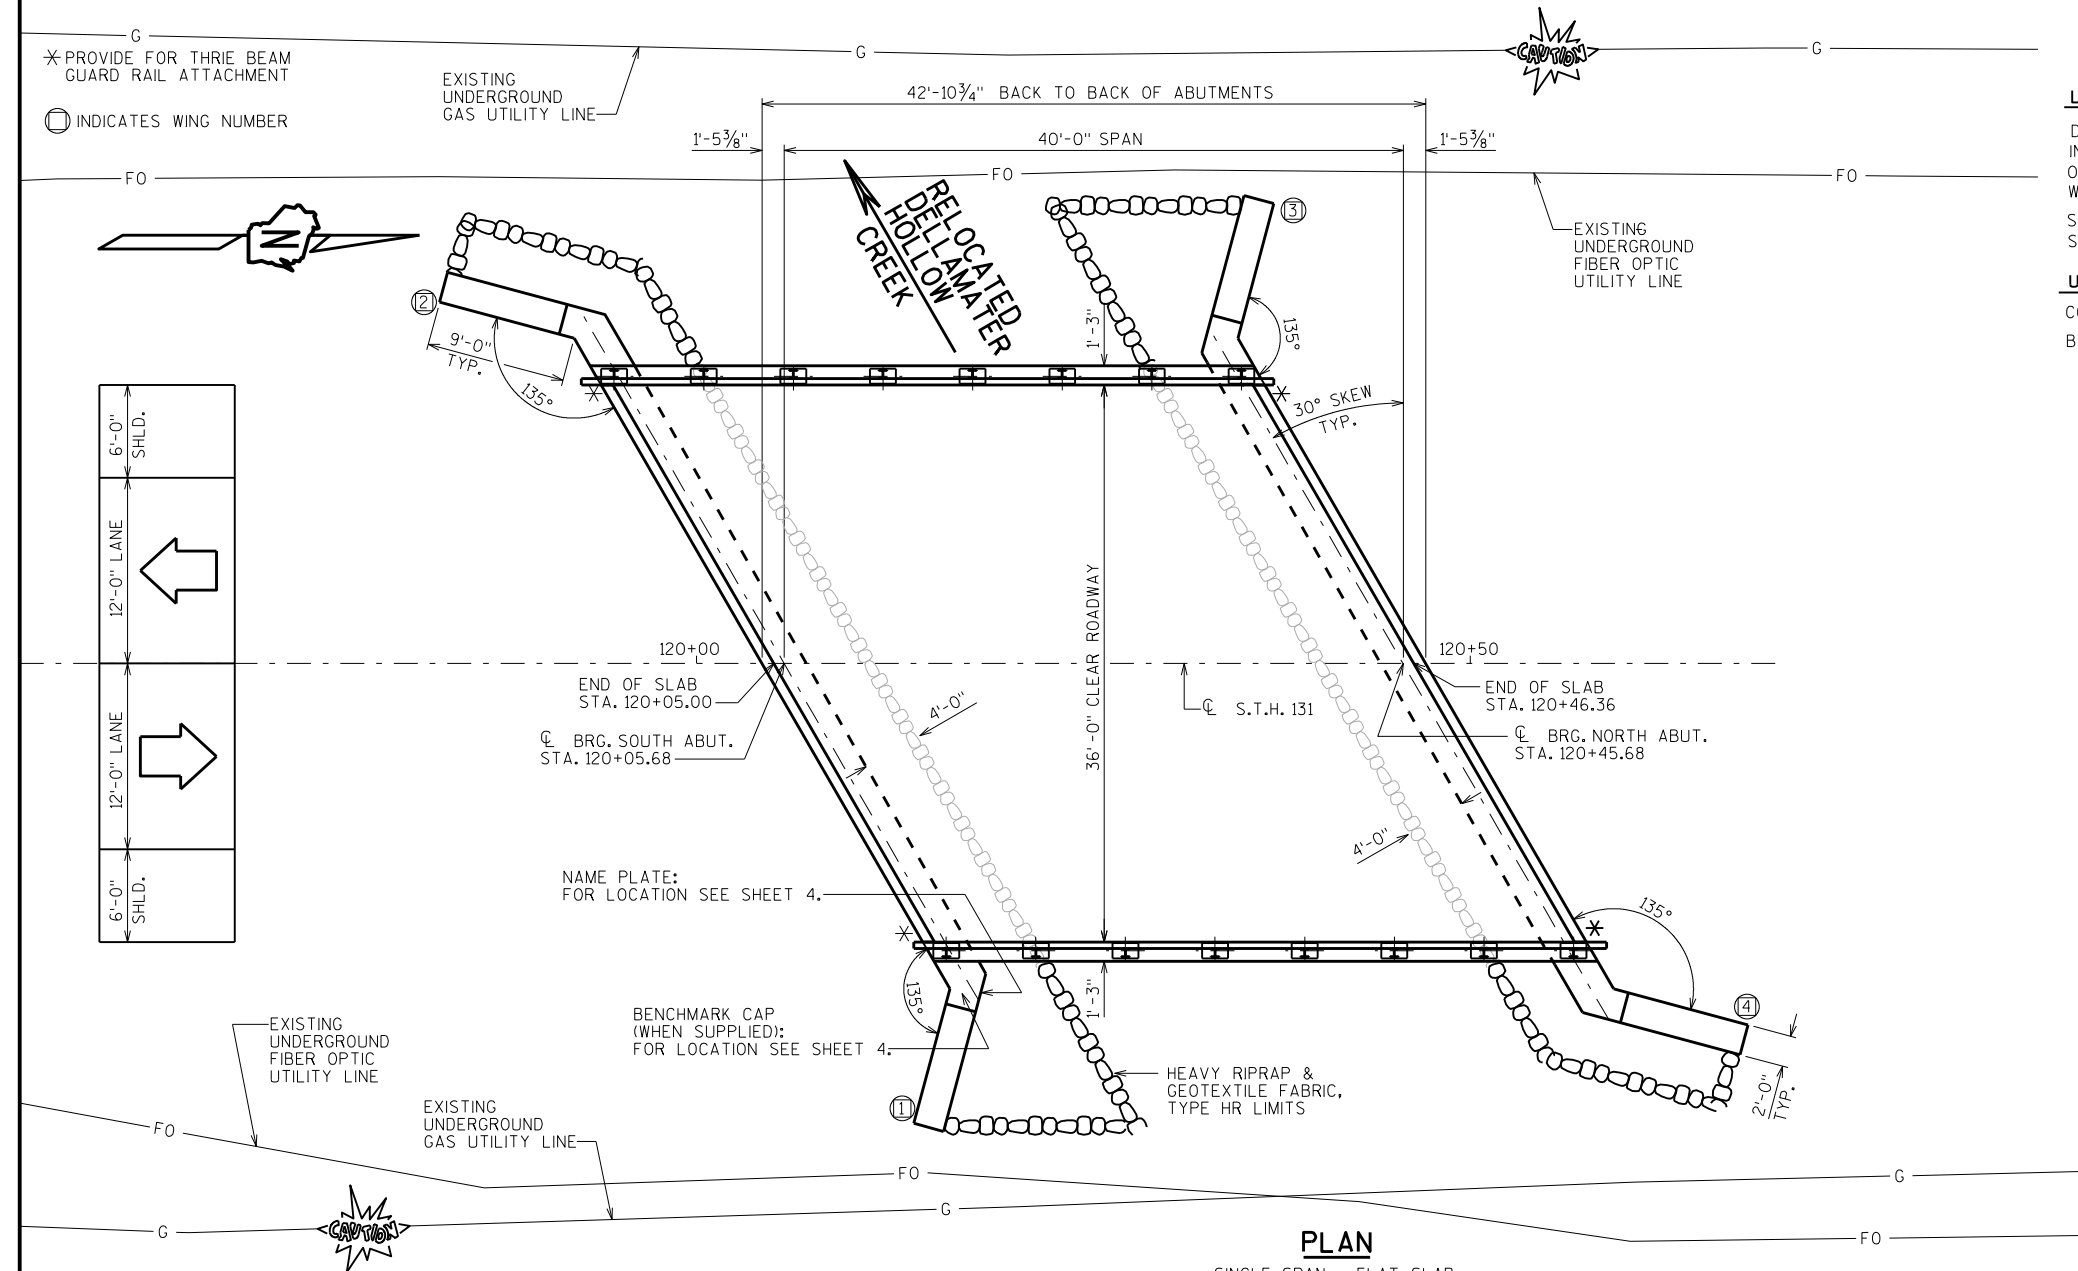 G
G
G
CAUTION
* PROVIDE FOR THRIE BEAM
GUARD RAIL ATTACHMENT
□ INDICATES WING NUMBER
EXISTING
UNDERGROUND
GAS UTILITY LINE
42'-10¾" BACK TO BACK OF ABUTMENTS
1'-5⅜"
40'-0" SPAN
1'-5⅜"
FO
FO
FO
RELOCATED
DELLAMATER
HOLLOW
CREEK
EXISTING
UNDERGROUND
FIBER OPTIC
UTILITY LINE
N
2
3
9'-0"
TYP.
135°
1'-3"
135°
30° SKEW
TYP.
6'-0"
SHLD.
12'-0" LANE
12'-0" LANE
6'-0"
SHLD.
120+00
120+50
END OF SLAB
STA. 120+05.00
℄ BRG. SOUTH ABUT.
STA. 120+05.68
4'-0"
36'-0" CLEAR ROADWAY
℄ S.T.H. 131
END OF SLAB
STA. 120+46.36
℄ BRG. NORTH ABUT.
STA. 120+45.68
4'-0"
NAME PLATE:
FOR LOCATION SEE SHEET 4.
*
*
*
*
135°
135°
1'-3"
BENCHMARK CAP
(WHEN SUPPLIED):
FOR LOCATION SEE SHEET 4.
4
2'-0"
TYP.
1
HEAVY RIPRAP &
GEOTEXTILE FABRIC,
TYPE HR LIMITS
EXISTING
UNDERGROUND
FIBER OPTIC
UTILITY LINE
EXISTING
UNDERGROUND
GAS UTILITY LINE
FO
FO
FO
G
G
G
CAUTION
PLAN
SINGLE SPAN FLAT SLAB